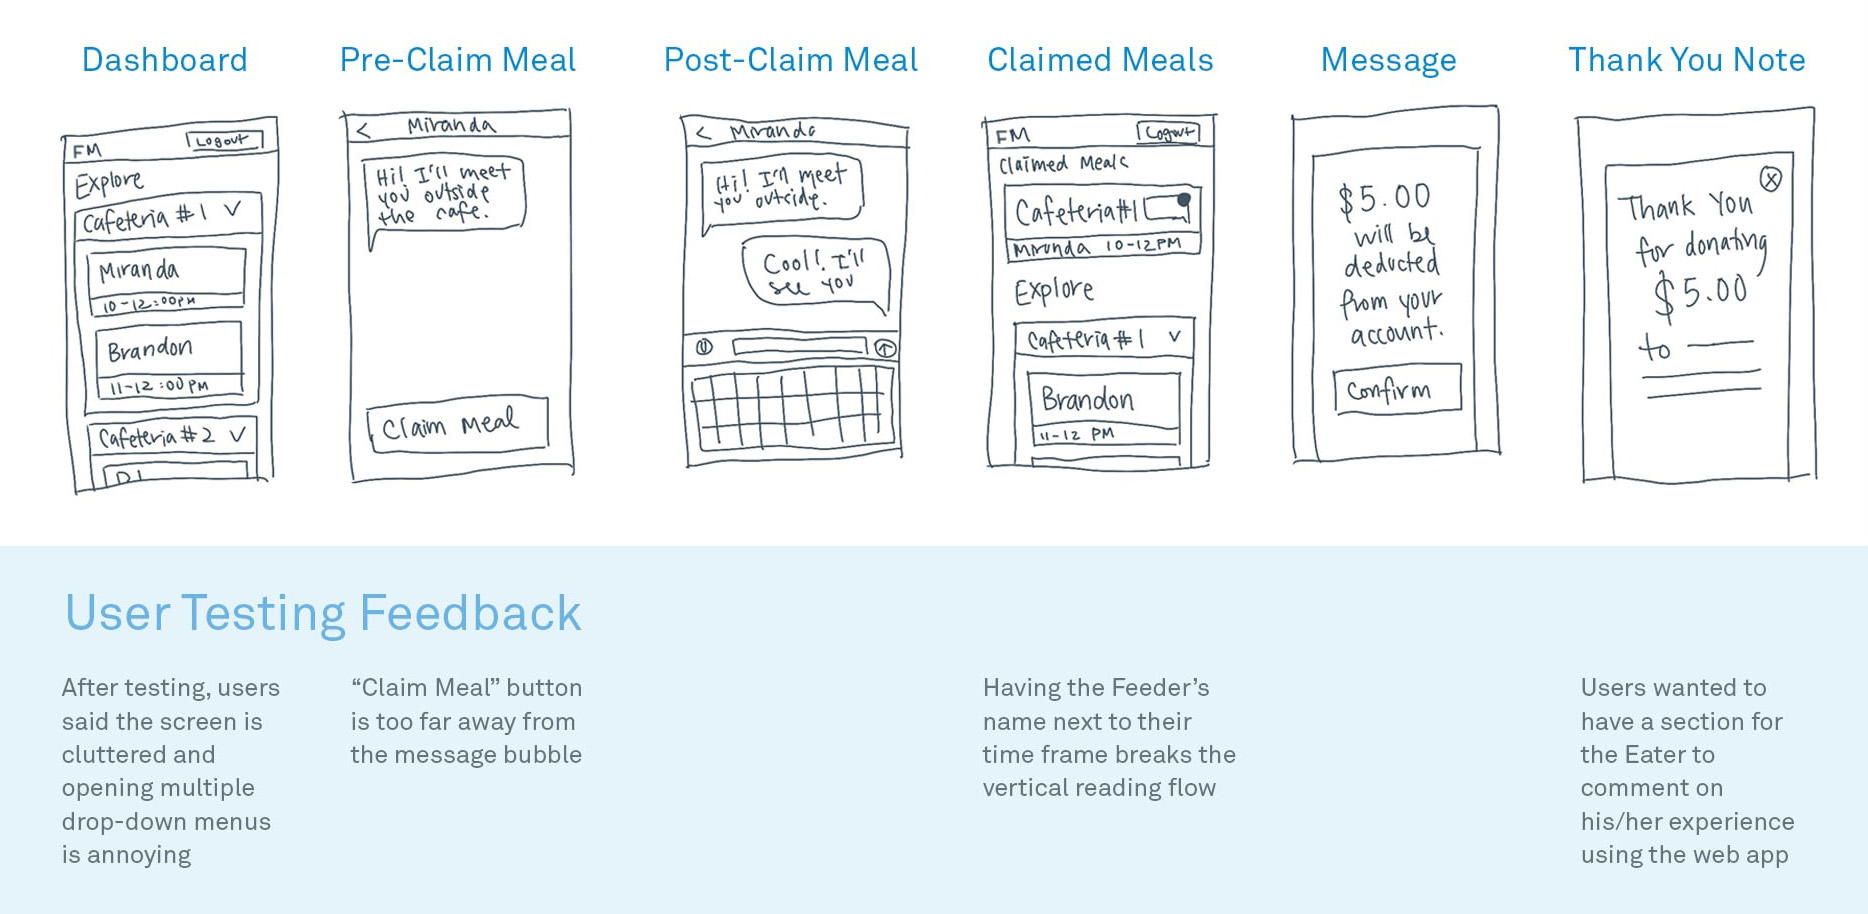 Dashboard
Pre-Claim Meal
Post-Claim Meal
Claimed Meals
Message
Thank You Note
FM
Logout
Explore
Cafeteria #1
Miranda
10-12:00PM
Brandon
11-12:00PM
Cafeteria #2
< Miranda
Hi! I'll meet
you outside
the cafe.
Claim Meal
< Miranda
Hi! I'll meet
you outside.
Cool! I'll
see you
FM
Logout
Claimed Meals
Cafeteria #1
Miranda 10-12PM
Explore
Cafeteria #1
Brandon
11-12 PM
$5.00
will be
deducted
from your
account.
Confirm
Thank You
for donating
$5.00
to
User Testing Feedback
After testing, users
said the screen is
cluttered and
opening multiple
drop-down menus
is annoying
“Claim Meal” button
is too far away from
the message bubble
Having the Feeder’s
name next to their
time frame breaks the
vertical reading flow
Users wanted to
have a section for
the Eater to
comment on
his/her experience
using the web app